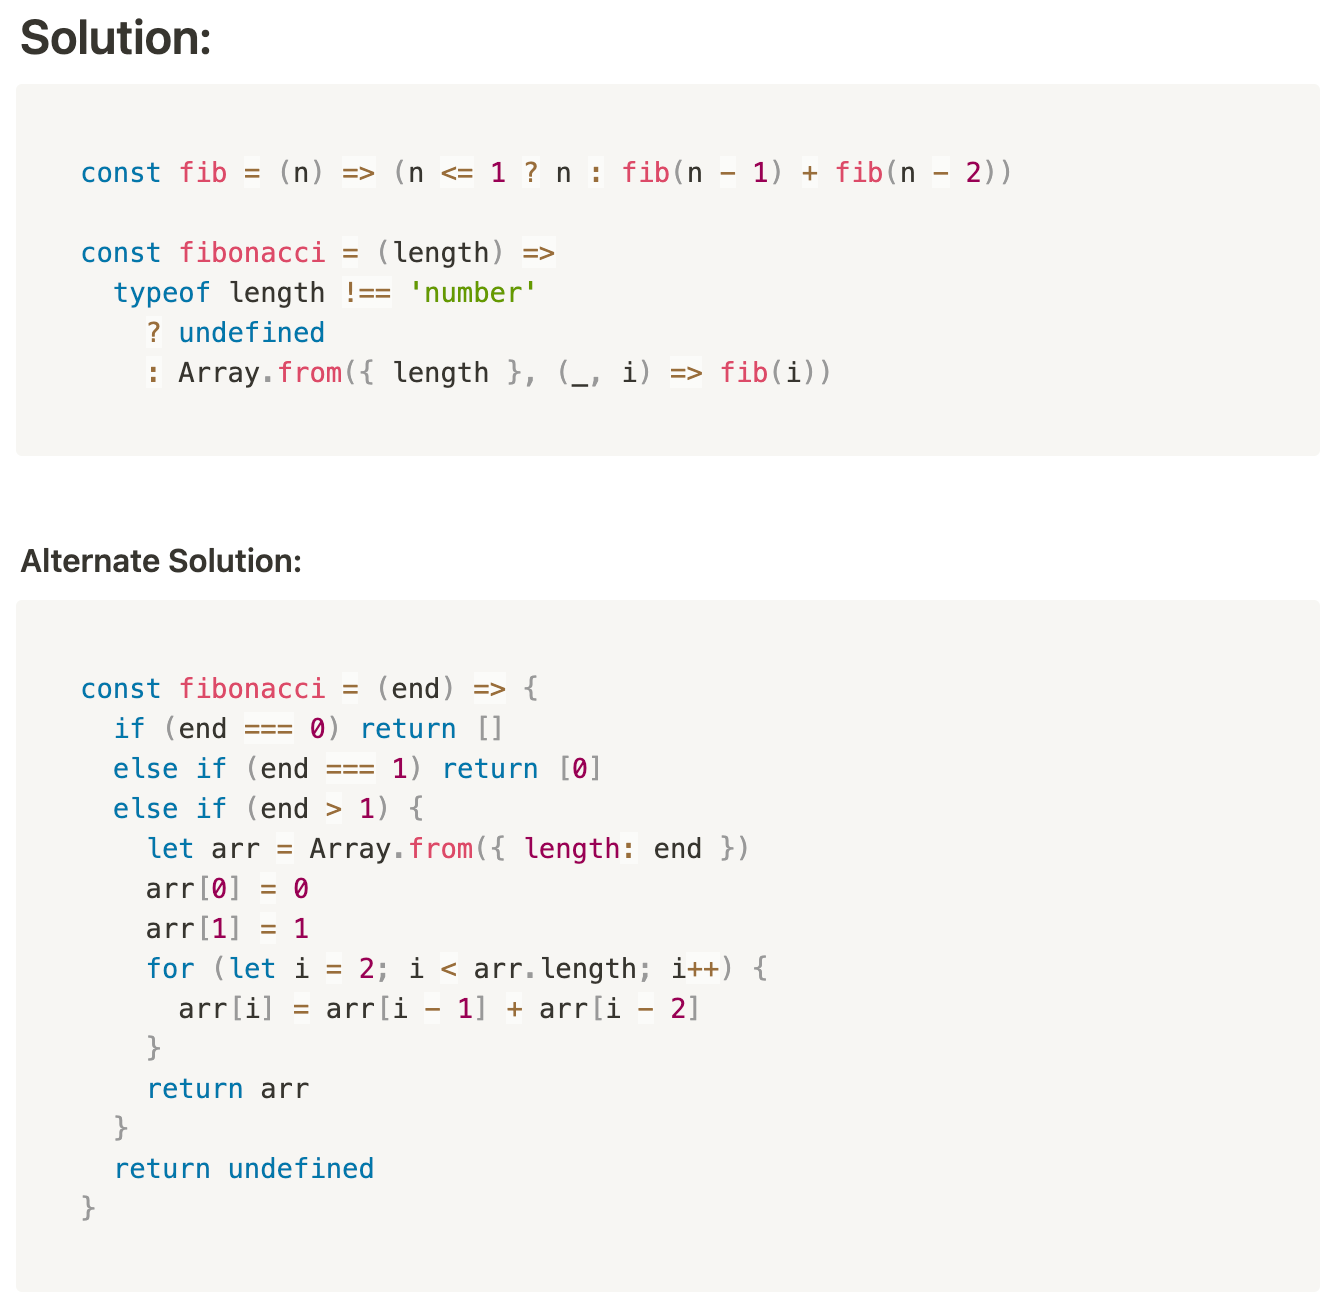 Solution:
const fib = (n) => (n <= 1 ? n : fib(n - 1) + fib(n - 2))
const fibonacci = (length) =>
  typeof length !== 'number'
    ? undefined
    : Array.from({ length }, (_, i) => fib(i))
Alternate Solution:
const fibonacci = (end) => {
  if (end === 0) return []
  else if (end === 1) return [0]
  else if (end > 1) {
    let arr = Array.from({ length: end })
    arr[0] = 0
    arr[1] = 1
    for (let i = 2; i < arr.length; i++) {
      arr[i] = arr[i - 1] + arr[i - 2]
    }
    return arr
  }
  return undefined
}